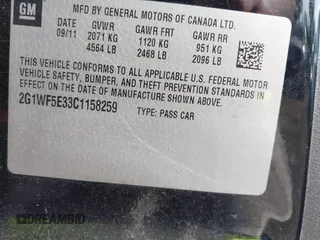 GM
MFD BY GENERAL MOTORS OF CANADA LTD.
DATE GVWR GAWR FRT GAWR RR
09/11 2071 KG 1120 KG 951 KG
4564 LB 2468 LB 2096 LB
THIS VEHICLE CONFORMS TO ALL APPLICABLE U.S. FEDERAL MOTOR
VEHICLE SAFETY, BUMPER, AND THEFT PREVENTION STANDARDS IN
EFFECT ON THE DATE OF MANUFACTURE SHOWN ABOVE.
2G1WF5E33C1158259 TYPE: PASS CAR
DREAMBID